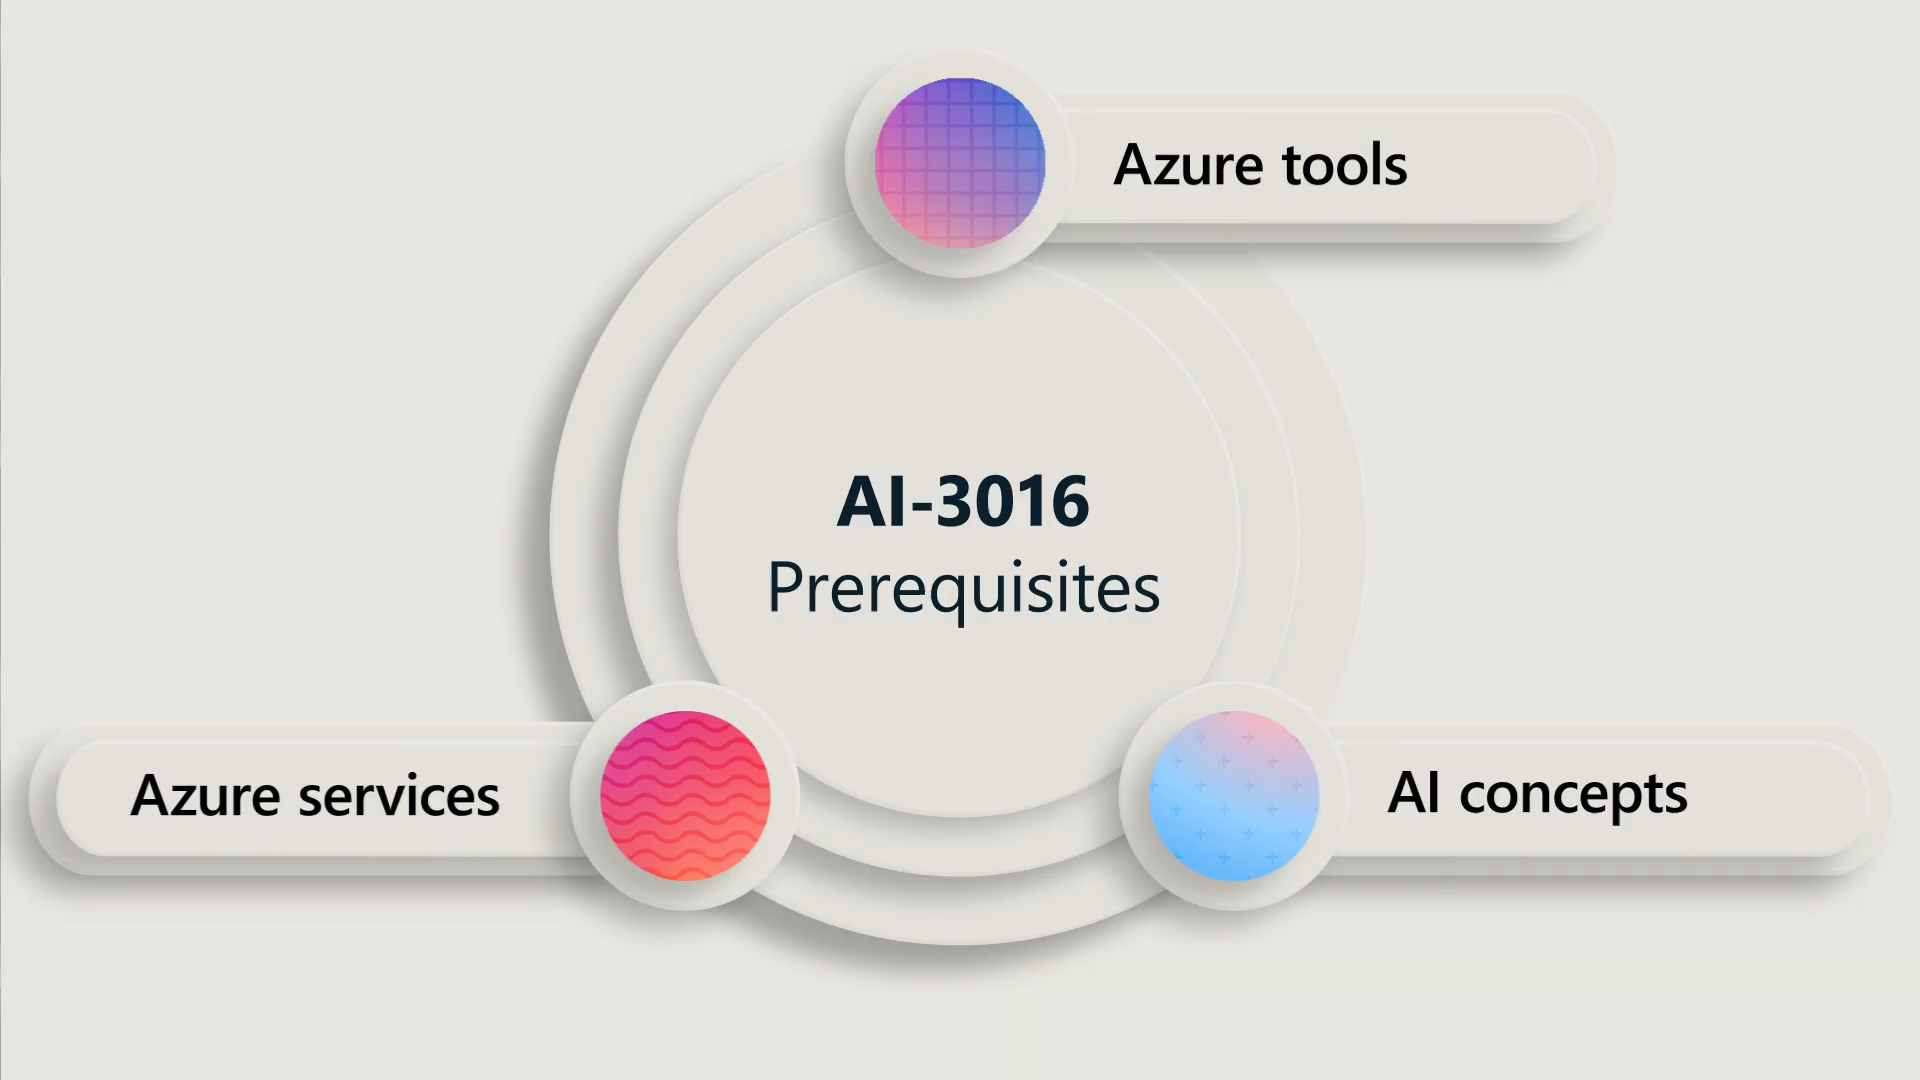 Azure tools
AI-3016
Prerequisites
Azure services
AI concepts